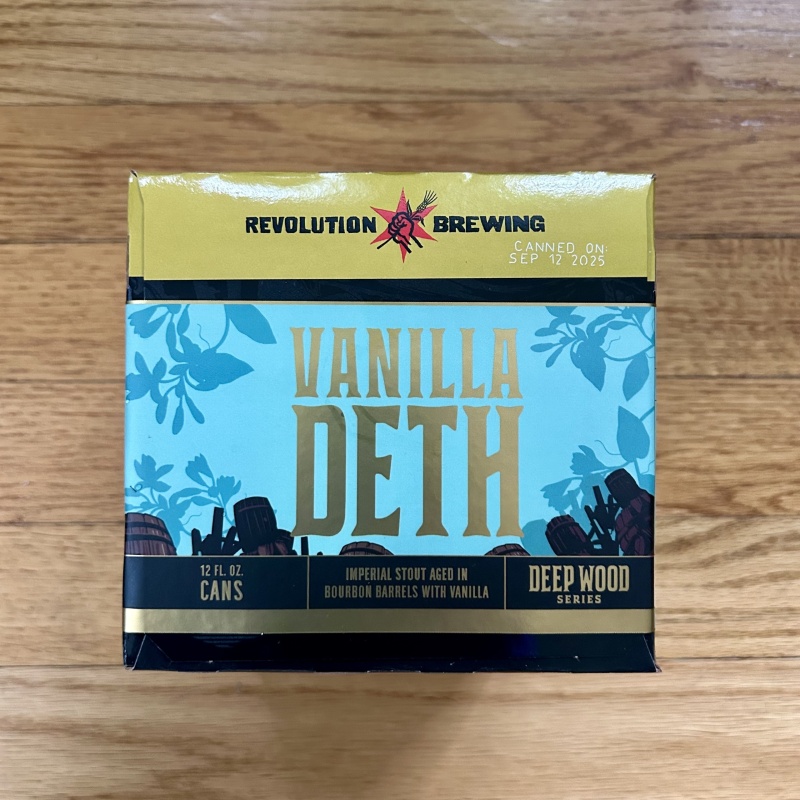 REVOLUTION BREWING
CANNED ON:
SEP 12 2025
VANILLA
DETH
12 FL. OZ.
CANS
IMPERIAL STOUT AGED IN
BOURBON BARRELS WITH VANILLA
DEEP WOOD
SERIES